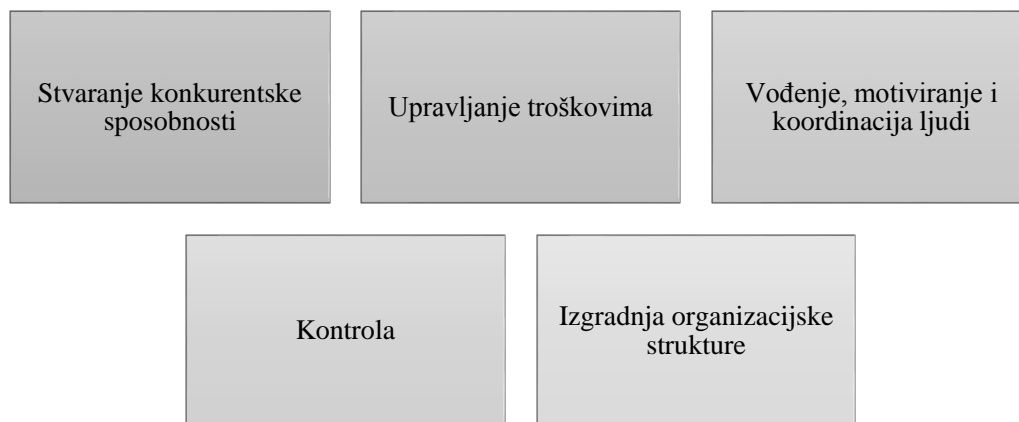 Stvaranje konkurentske
sposobnosti
Upravljanje troškovima
Vođenje, motiviranje i
koordinacija ljudi
Kontrola
Izgradnja organizacijske
strukture